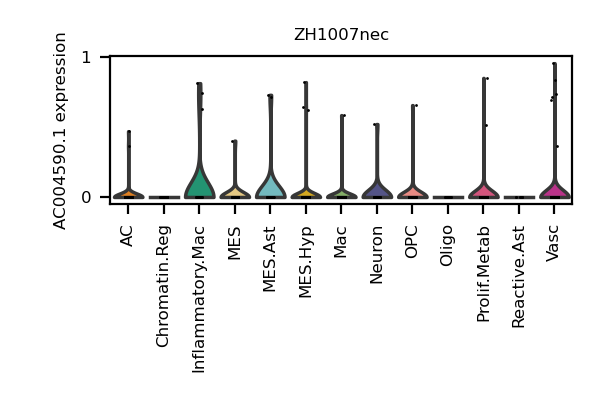 ZH1007nec
AC004590.1 expression
1
0
AC
Chromatin.Reg
Inflammatory.Mac
MES
MES.Ast
MES.Hyp
Mac
Neuron
OPC
Oligo
Prolif.Metab
Reactive.Ast
Vasc